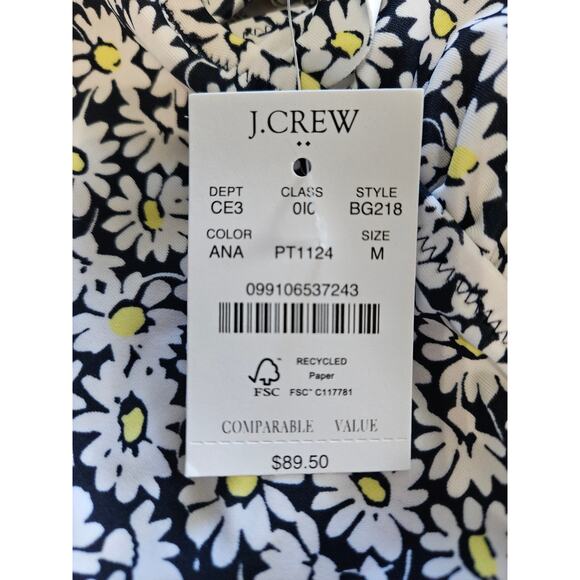 J.CREW
DEPT CLASS STYLE
CE3 0I0 BG218
COLOR SIZE
ANA PT1124 M
099106537243
RECYCLED
Paper
FSC FSC™ C117781
COMPARABLE VALUE
$89.50